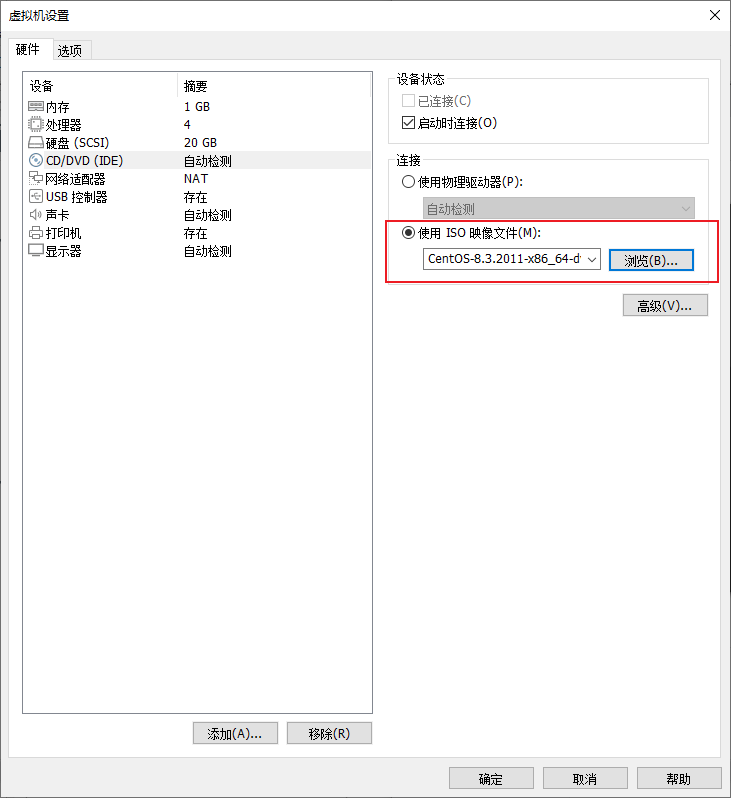 虚拟机设置
硬件 选项
设备 摘要
内存 1 GB
处理器 4
硬盘 (SCSI) 20 GB
CD/DVD (IDE) 自动检测
网络适配器 NAT
USB 控制器 存在
声卡 自动检测
打印机 存在
显示器 自动检测
添加(A)... 移除(R)
设备状态
已连接(C)
启动时连接(O)
连接
使用物理驱动器(P):
自动检测
使用 ISO 映像文件(M):
CentOS-8.3.2011-x86_64-d 浏览(B)...
高级(V)...
确定 取消 帮助